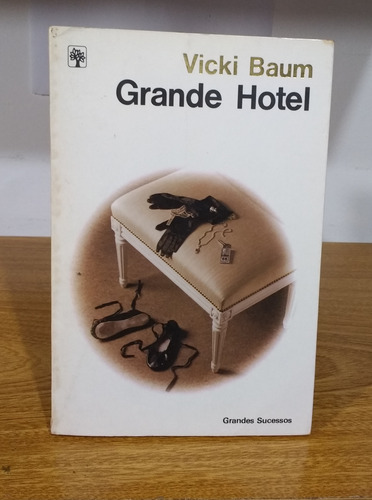 Vicki Baum
Grande Hotel
Grandes Sucessos